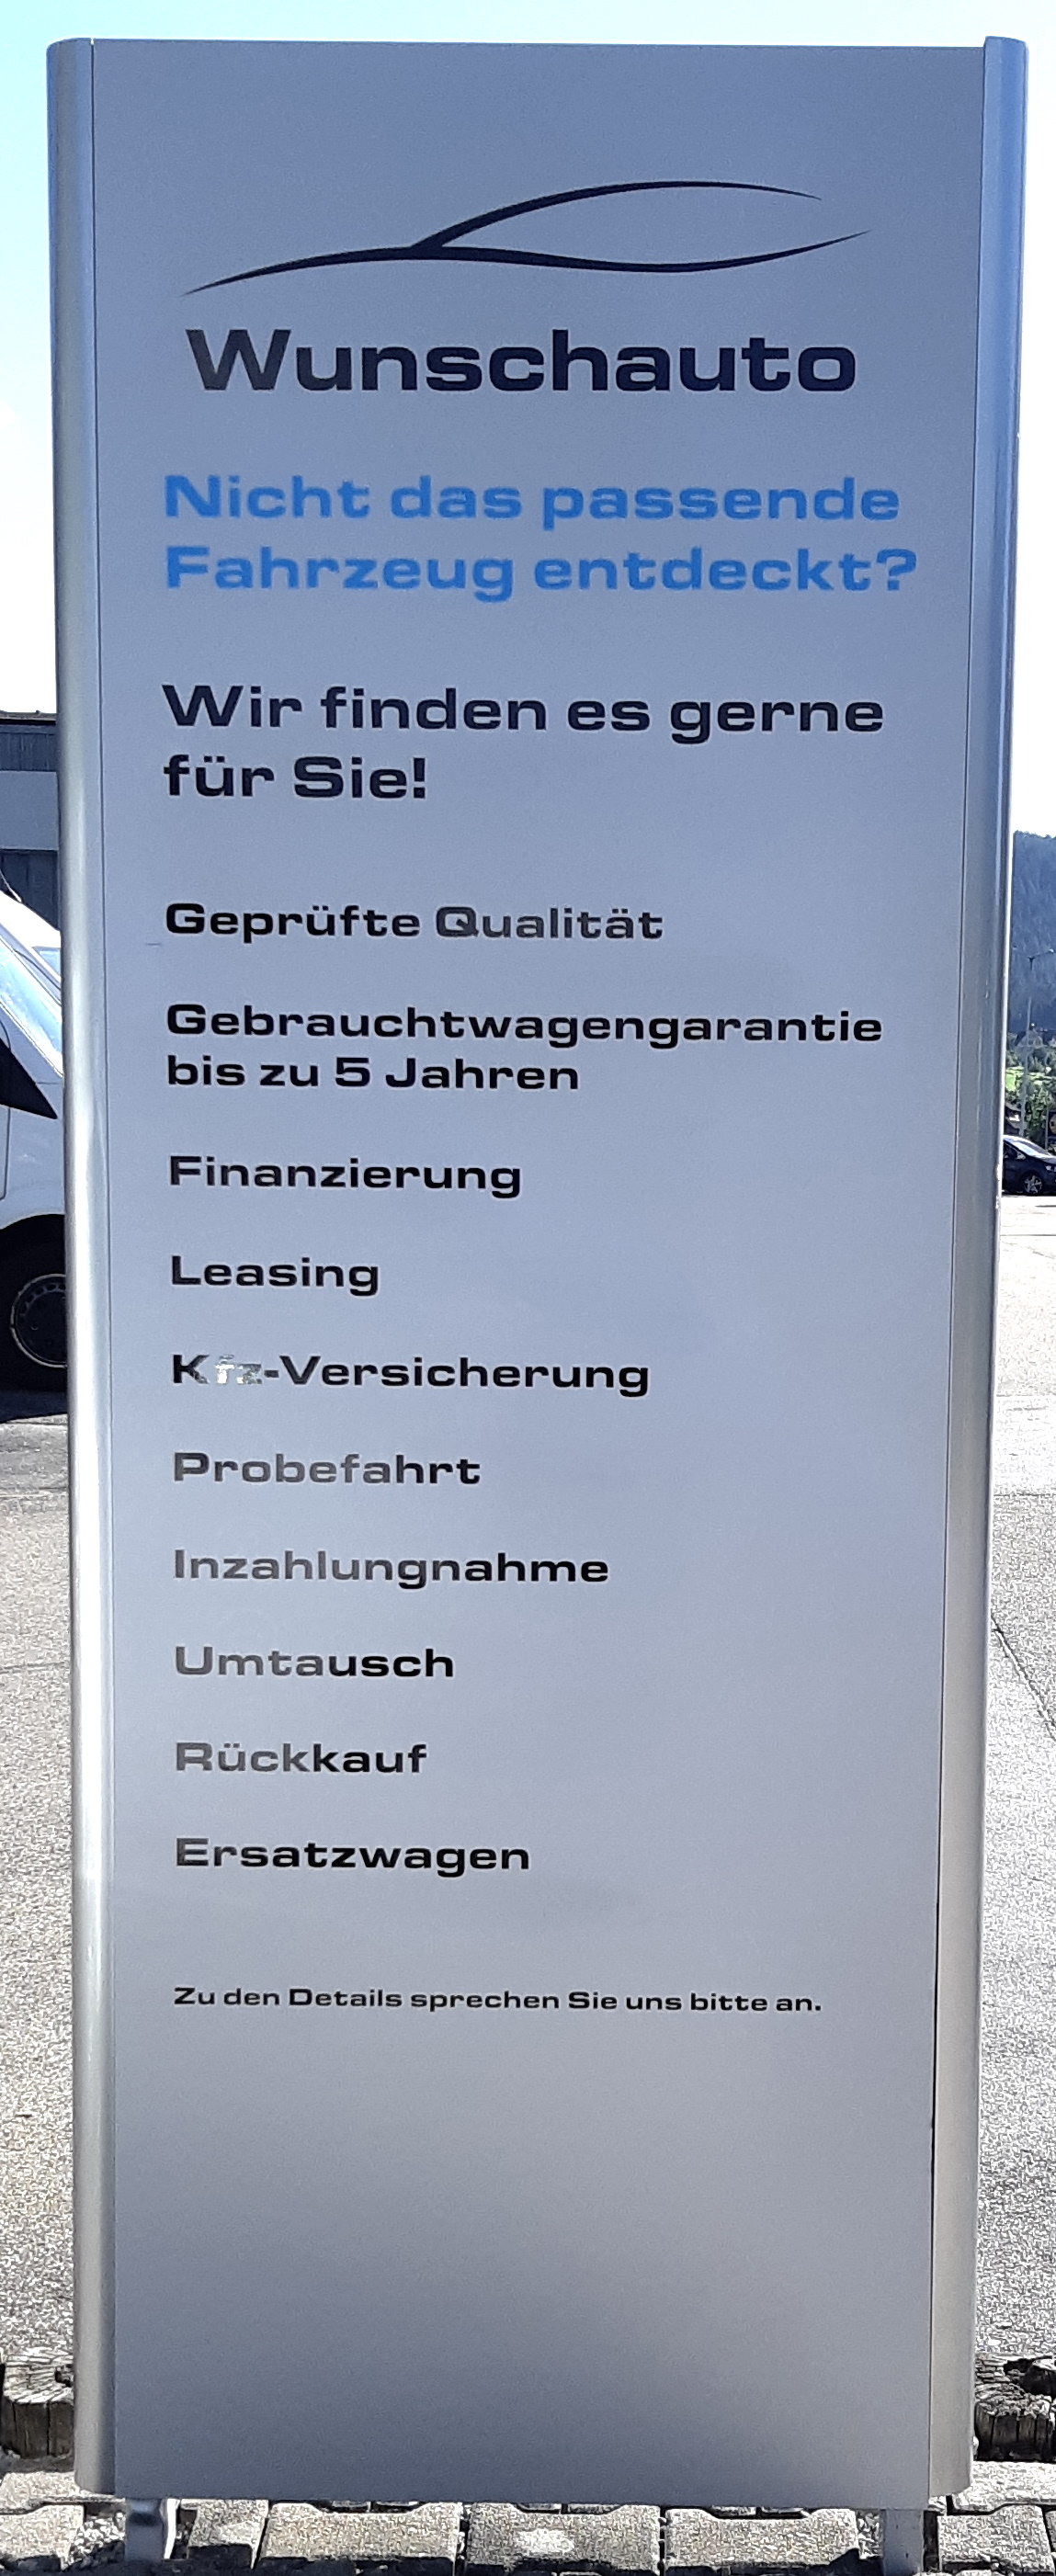 Wunschauto
Nicht das passende
Fahrzeug entdeckt?
Wir finden es gerne
für Sie!
Geprüfte Qualität
Gebrauchtwagengarantie
bis zu 5 Jahren
Finanzierung
Leasing
Kfz-Versicherung
Probefahrt
Inzahlungnahme
Umtausch
Rückkauf
Ersatzwagen
Zu den Details sprechen Sie uns bitte an.